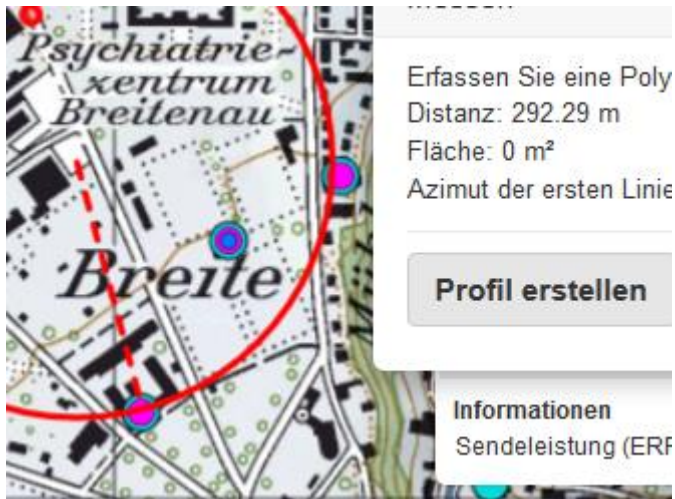 Psychiatrie-
zentrum
Breitenau
Breite
Erfassen Sie eine Poly
Distanz: 292.29 m
Fläche: 0 m²
Azimut der ersten Linie
Profil erstellen
Informationen
Sendeleistung (ERP